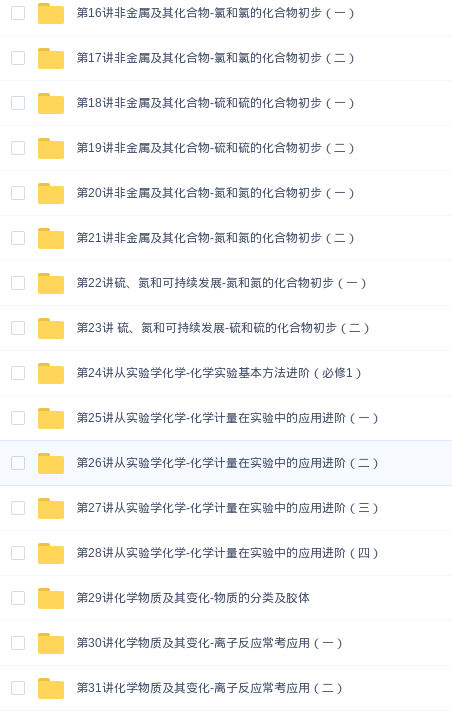 第16讲非金属及其化合物-氯和氯的化合物初步（一）
第17讲非金属及其化合物-氯和氯的化合物初步（二）
第18讲非金属及其化合物-硫和硫的化合物初步（一）
第19讲非金属及其化合物-硫和硫的化合物初步（二）
第20讲非金属及其化合物-氮和氮的化合物初步（一）
第21讲非金属及其化合物-氮和氮的化合物初步（二）
第22讲硫、氮和可持续发展-氮和氮的化合物初步（一）
第23讲 硫、氮和可持续发展-硫和硫的化合物初步（二）
第24讲从实验学化学-化学实验基本方法进阶（必修1）
第25讲从实验学化学-化学计量在实验中的应用进阶（一）
第26讲从实验学化学-化学计量在实验中的应用进阶（二）
第27讲从实验学化学-化学计量在实验中的应用进阶（三）
第28讲从实验学化学-化学计量在实验中的应用进阶（四）
第29讲化学物质及其变化-物质的分类及胶体
第30讲化学物质及其变化-离子反应常考应用（一）
第31讲化学物质及其变化-离子反应常考应用（二）